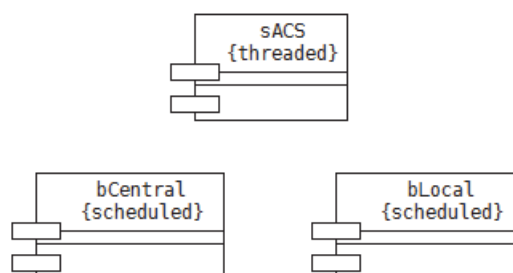 sACS
{threaded}
bCentral
{scheduled}
bLocal
{scheduled}